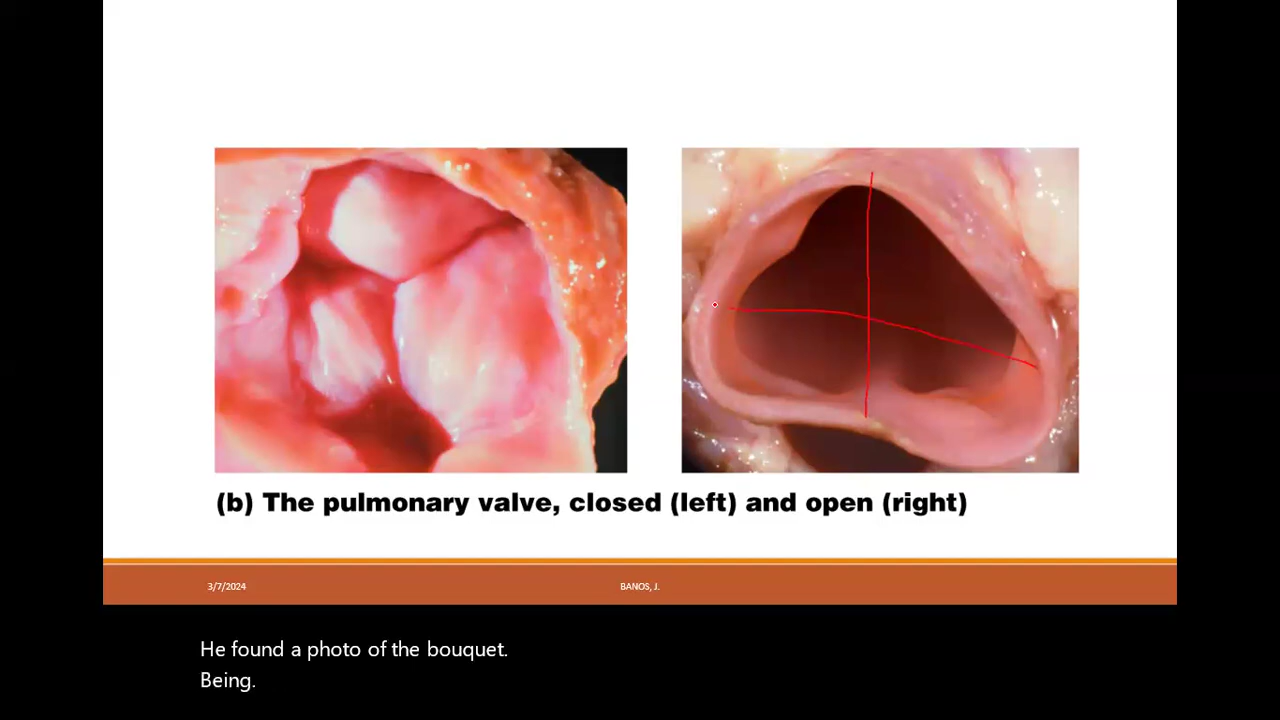 (b) The pulmonary valve, closed (left) and open (right)
3/7/2024
BANOS, J.
He found a photo of the bouquet.
Being.